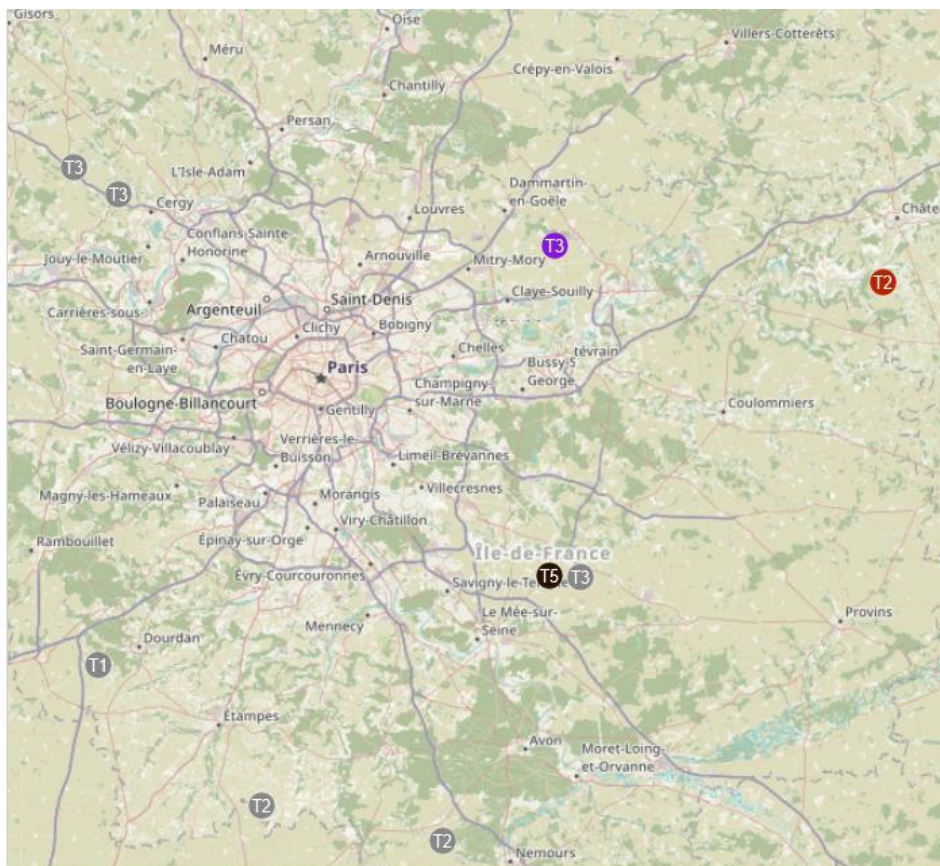 Gisors
Oise
Villers-Cotterêts
Méru
Crépy-en-Valois
Chantilly
Persan
T3
L'Isle-Adam
T3
Cergy
Dammartin-
en-Goële
Louvres
Châte
Conflans-Sainte-
Honorine
T3
Jouy-le-Moutier
Arnouville
Mitry-Mory
T2
Claye-Souilly
Carrières-sous-
Argenteuil
Saint-Denis
Clichy
Bobigny
Saint-Germain-
en-Laye
Chatou
Chelles
tévrain
Bussy-S
George
Paris
Champigny-
sur-Marne
Boulogne-Billancourt
Gentilly
Coulommiers
Vélizy-Villacoublay
Verrières-le-
Buisson
Limeil-Brévannes
Magny-les-Hameaux
Palaiseau
Morangis
Villecresnes
Viry-Châtillon
Épinay-sur-Orge
Rambouillet
Île-de-France
Évry-Courcouronnes
Savigny-le-Temple
T5
T3
Mennecy
Le Mée-sur-
Seine
Provins
Dourdan
T1
Étampes
Avon
Moret-Loing-
et-Orvanne
T2
T2
Nemours